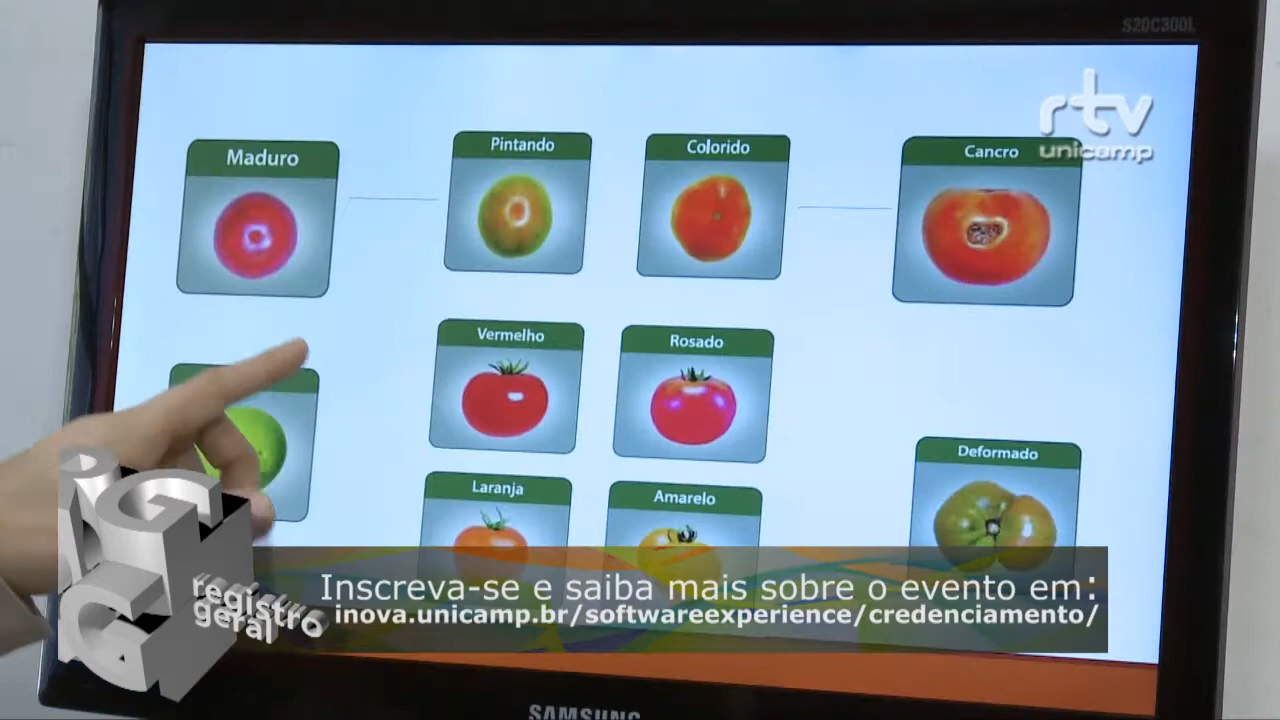 S20C300L
rtv
unicamp
Maduro
Pintando
Colorido
Cancro
Vermelho
Rosado
Laranja
Amarelo
Deformado
registro
geral
Inscreva-se e saiba mais sobre o evento em:
inova.unicamp.br/softwareexperience/credenciamento/
SAMSUNG